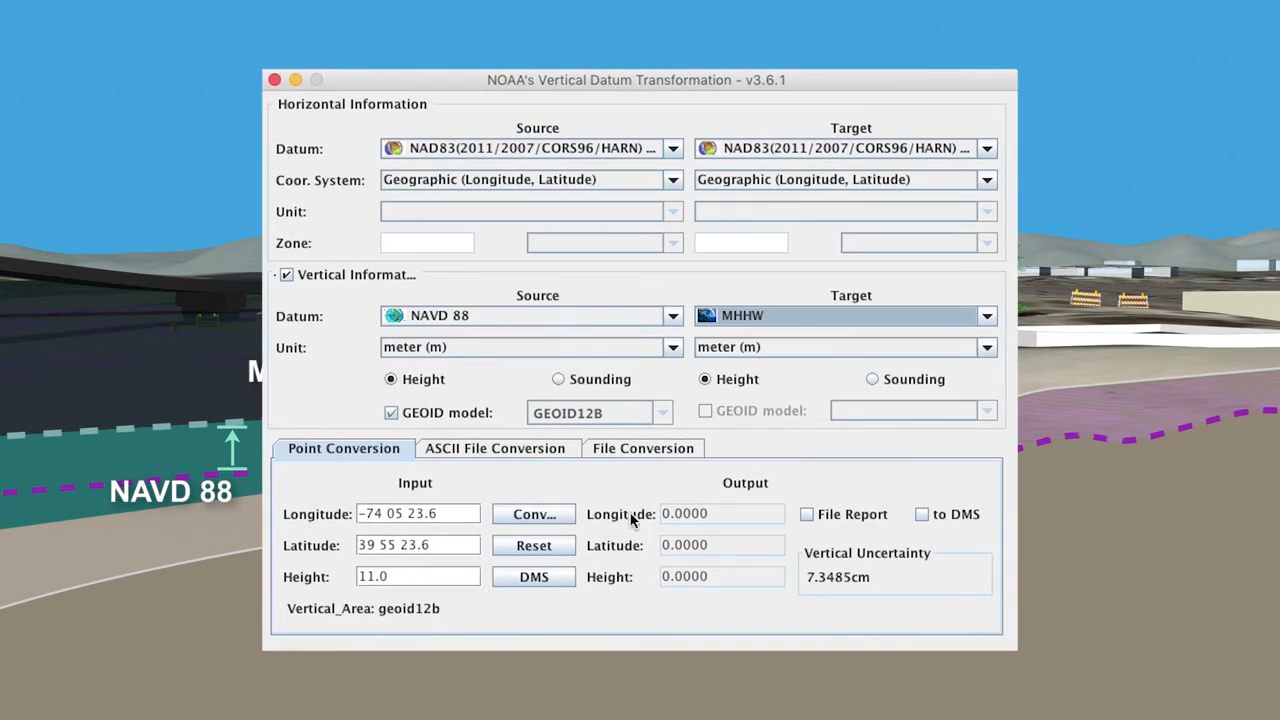 NOAA's Vertical Datum Transformation - v3.6.1
Horizontal Information
Source Target
Datum: NAD83(2011/2007/CORS96/HARN) ... NAD83(2011/2007/CORS96/HARN) ...
Coor. System: Geographic (Longitude, Latitude) Geographic (Longitude, Latitude)
Unit:
Zone:
Vertical Informat...
Source Target
Datum: NAVD 88 MHHW
Unit: meter (m) meter (m)
Height Sounding Height Sounding
GEOID model: GEOID12B GEOID model:
Point Conversion ASCII File Conversion File Conversion
Input Output
Longitude: -74 05 23.6 Conv... Longitude: 0.0000 File Report to DMS
Latitude: 39 55 23.6 Reset Latitude: 0.0000 Vertical Uncertainty
Height: 11.0 DMS Height: 0.0000 7.3485cm
Vertical_Area: geoid12b
M
NAVD 88